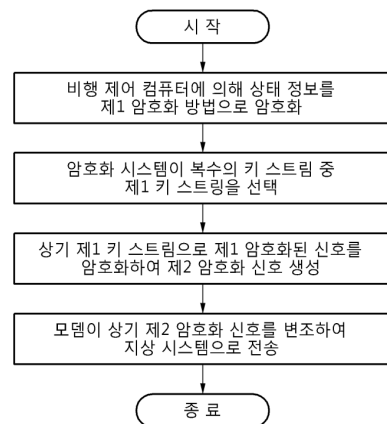 시 작
비행 제어 컴퓨터에 의해 상태 정보를
제1 암호화 방법으로 암호화
암호화 시스템이 복수의 키 스트림 중
제1 키 스트링을 선택
상기 제1 키 스트림으로 제1 암호화된 신호를
암호화하여 제2 암호화 신호 생성
모뎀이 상기 제2 암호화 신호를 변조하여
지상 시스템으로 전송
종 료